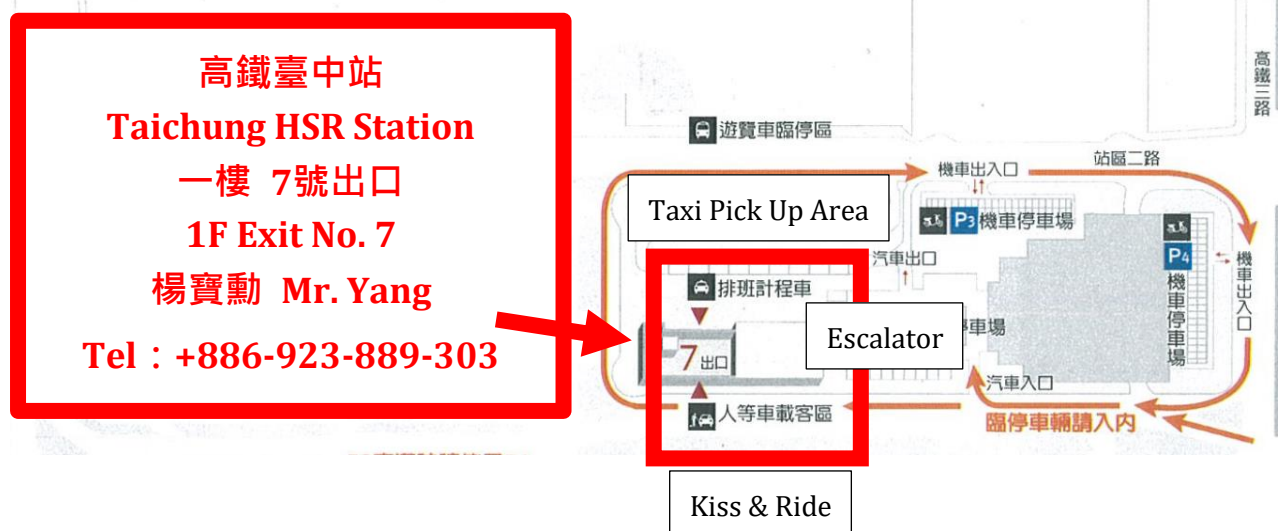 高鐵臺中站
Taichung HSR Station
一樓 7號出口
1F Exit No. 7
楊寶勳 Mr. Yang
Tel：+886-923-889-303
遊覽車臨停區
高鐵三路
站區二路
機車出入口
Taxi Pick Up Area
P3 機車停車場
P4
機車停車場
機車出入口
汽車出口
排班計程車
Escalator
車場
7 出口
汽車入口
人等車載客區
臨停車輛請入內
Kiss & Ride